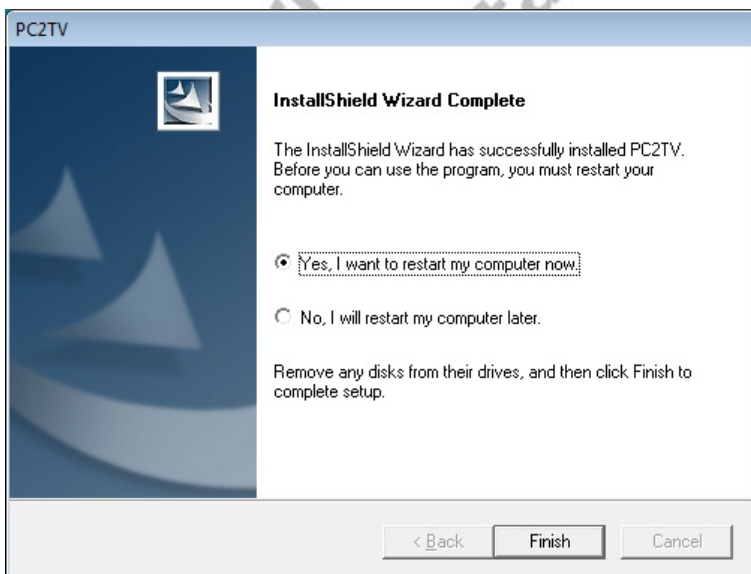 PC2TV
InstallShield Wizard Complete
The InstallShield Wizard has successfully installed PC2TV.
Before you can use the program, you must restart your
computer.
Yes, I want to restart my computer now.
No, I will restart my computer later.
Remove any disks from their drives, and then click Finish to
complete setup.
< Back Finish Cancel